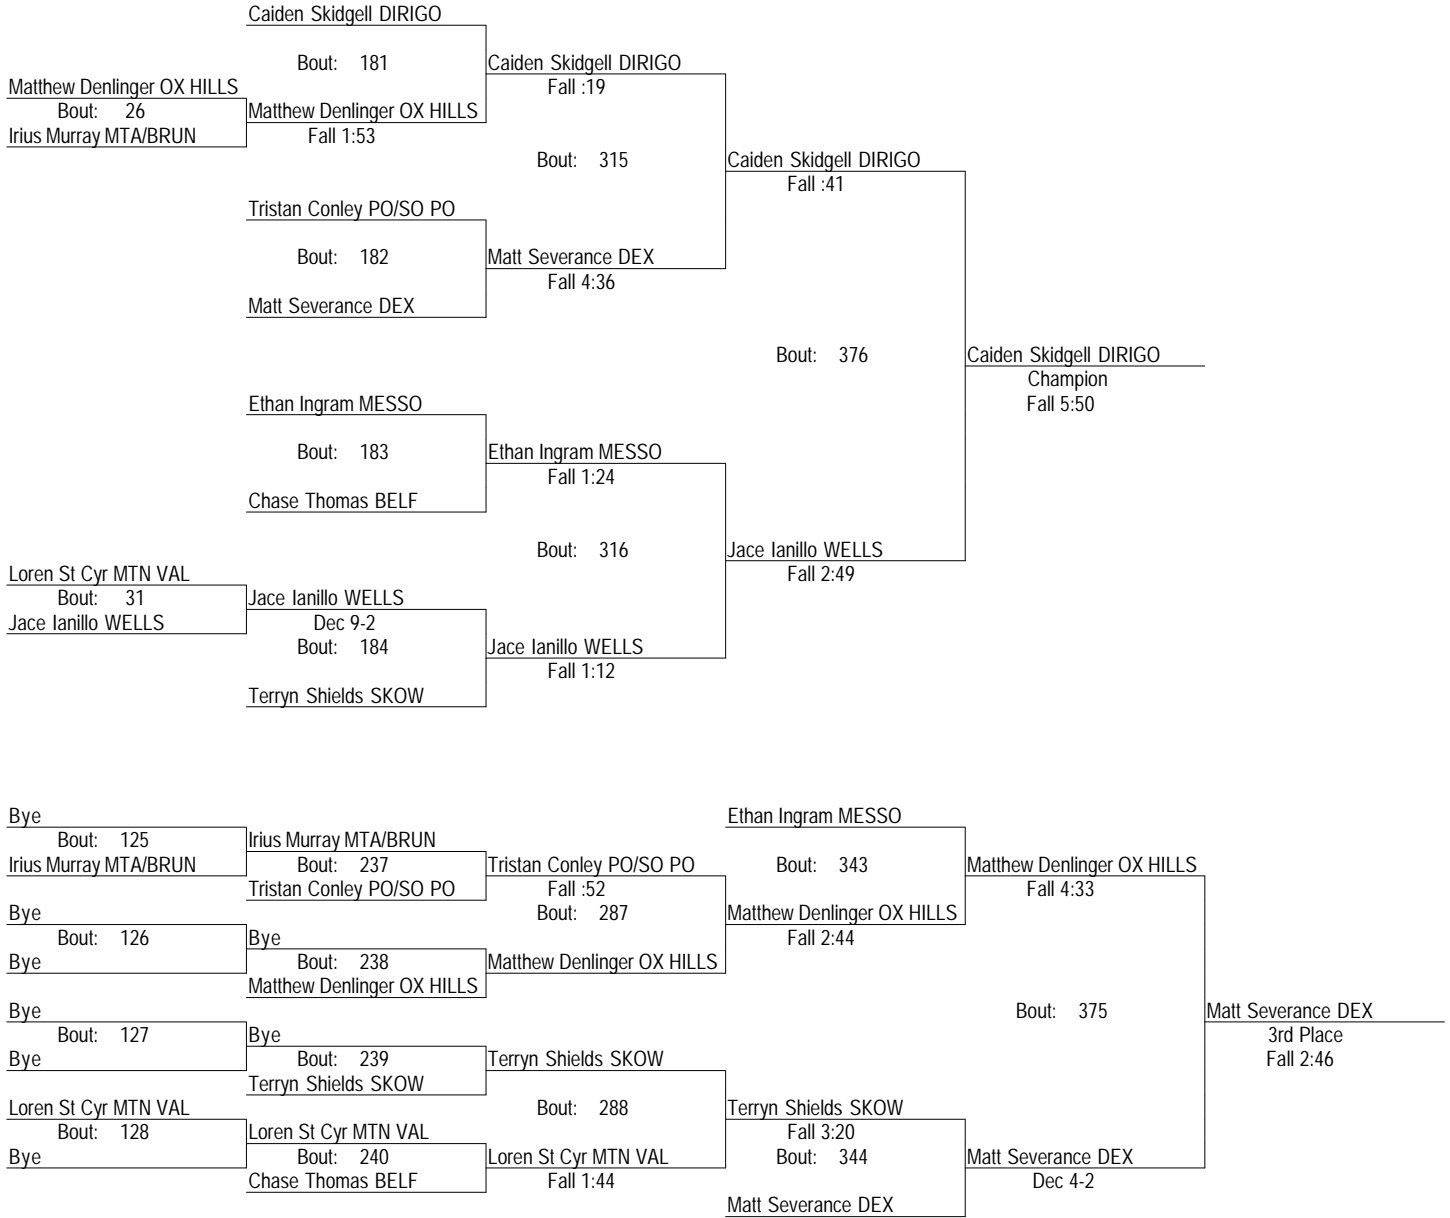 Caiden Skidgell DIRIGO
Bout: 181
Caiden Skidgell DIRIGO
Matthew Denlinger OX HILLS
Fall :19
Bout: 26
Matthew Denlinger OX HILLS
Irius Murray MTA/BRUN
Fall 1:53
Bout: 315
Caiden Skidgell DIRIGO
Fall :41
Tristan Conley PO/SO PO
Bout: 182
Matt Severance DEX
Fall 4:36
Matt Severance DEX
Bout: 376
Caiden Skidgell DIRIGO
Champion
Fall 5:50
Ethan Ingram MESSO
Bout: 183
Ethan Ingram MESSO
Fall 1:24
Chase Thomas BELF
Bout: 316
Jace Ianillo WELLS
Loren St Cyr MTN VAL
Fall 2:49
Bout: 31
Jace Ianillo WELLS
Jace Ianillo WELLS
Dec 9-2
Bout: 184
Jace Ianillo WELLS
Fall 1:12
Terryn Shields SKOW
Bye
Ethan Ingram MESSO
Bout: 125
Irius Murray MTA/BRUN
Irius Murray MTA/BRUN
Bout: 237
Tristan Conley PO/SO PO
Bout: 343
Matthew Denlinger OX HILLS
Tristan Conley PO/SO PO
Fall :52
Fall 4:33
Bye
Bout: 287
Matthew Denlinger OX HILLS
Bout: 126
Bye
Fall 2:44
Bye
Bout: 238
Matthew Denlinger OX HILLS
Matthew Denlinger OX HILLS
Bye
Bout: 375
Matt Severance DEX
Bout: 127
Bye
3rd Place
Bye
Bout: 239
Terryn Shields SKOW
Fall 2:46
Terryn Shields SKOW
Loren St Cyr MTN VAL
Bout: 288
Terryn Shields SKOW
Bout: 128
Loren St Cyr MTN VAL
Fall 3:20
Bye
Bout: 240
Loren St Cyr MTN VAL
Bout: 344
Matt Severance DEX
Chase Thomas BELF
Fall 1:44
Dec 4-2
Matt Severance DEX